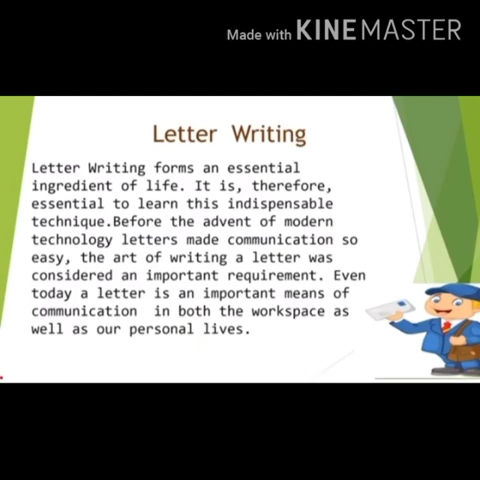 Made with KINEMASTER
Letter Writing
Letter Writing forms an essential
ingredient of life. It is, therefore,
essential to learn this indispensable
technique.Before the advent of modern
technology letters made communication so
easy, the art of writing a letter was
considered an important requirement. Even
today a letter is an important means of
communication in both the workspace as
well as our personal lives.